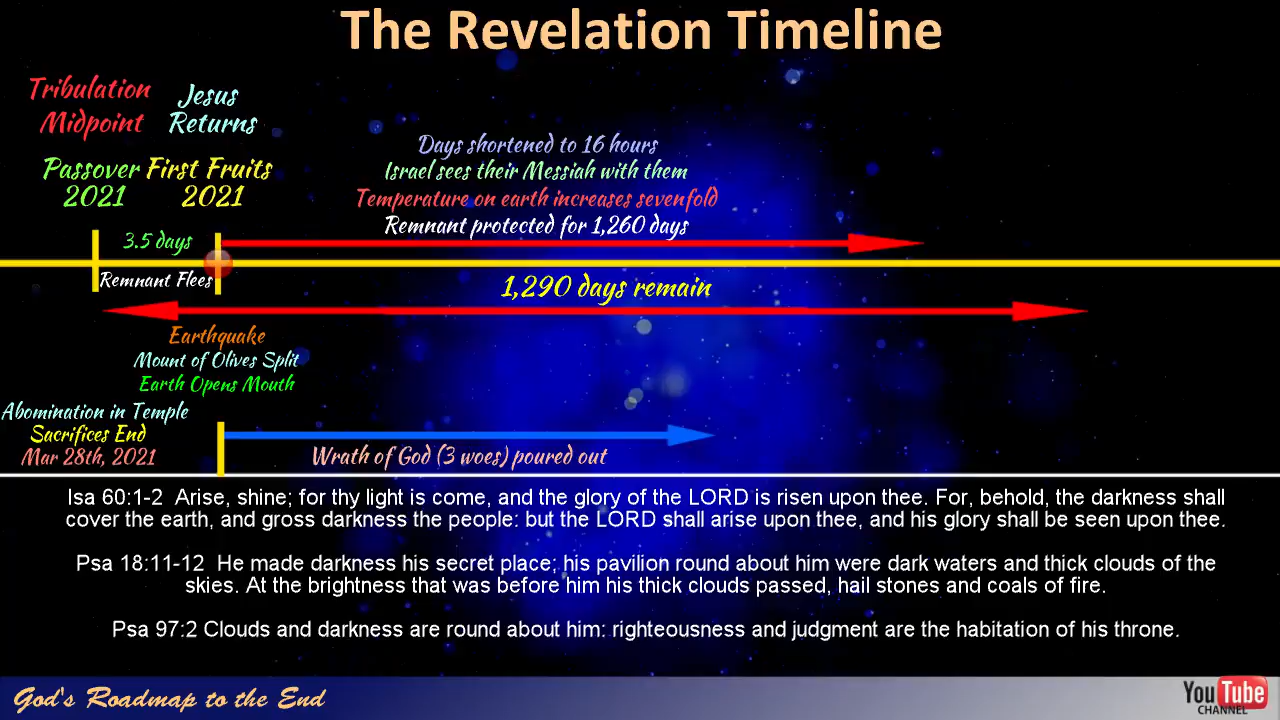 The Revelation Timeline
Tribulation
Midpoint
Jesus
Returns
Passover
2021
First Fruits
2021
Days shortened to 16 hours
Israel sees their Messiah with them
Temperature on earth increases sevenfold
Remnant protected for 1,260 days
3.5 days
Remnant Flees
1,290 days remain
Earthquake
Mount of Olives Split
Earth Opens Mouth
Abomination in Temple
Sacrifices End
Mar 28th, 2021
Wrath of God (3 woes) poured out
Isa 60:1-2 Arise, shine; for thy light is come, and the glory of the LORD is risen upon thee. For, behold, the darkness shall
cover the earth, and gross darkness the people: but the LORD shall arise upon thee, and his glory shall be seen upon thee.
Psa 18:11-12 He made darkness his secret place; his pavilion round about him were dark waters and thick clouds of the
skies. At the brightness that was before him his thick clouds passed, hail stones and coals of fire.
Psa 97:2 Clouds and darkness are round about him: righteousness and judgment are the habitation of his throne.
God's Roadmap to the End
YouTube
CHANNEL